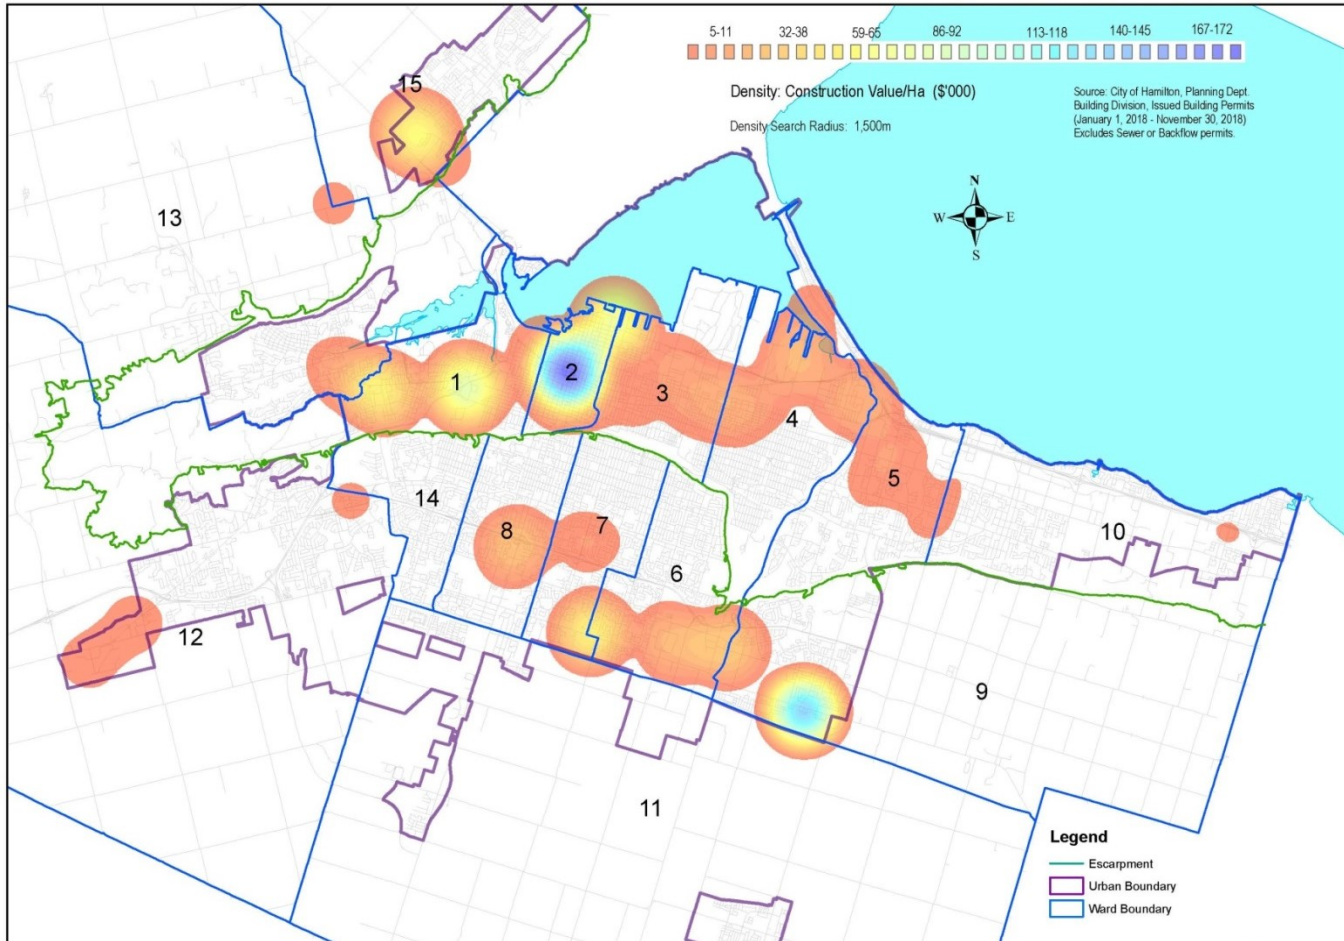 5-11 32-38 59-65 86-92 113-118 140-145 167-172
Density: Construction Value/Ha ($'000)
Density Search Radius: 1,500m
Source: City of Hamilton, Planning Dept.
Building Division, Issued Building Permits
(January 1, 2018 - November 30, 2018)
Excludes Sewer or Backflow permits.
15
N
W E
S
13
1
2
3
4
5
14
8
7
6
10
12
9
11
Legend
Escarpment
Urban Boundary
Ward Boundary